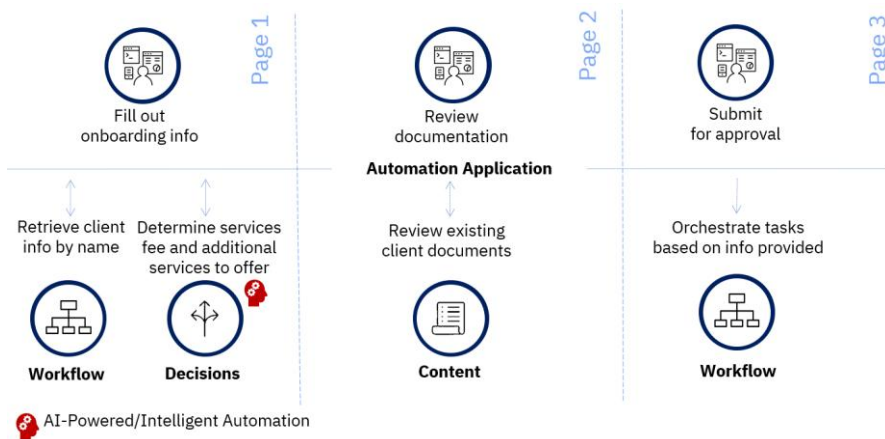 Page 1
Fill out
onboarding info
Page 2
Review
documentation
Page 3
Submit
for approval
Automation Application
Retrieve client
info by name
Determine services
fee and additional
services to offer
Review existing
client documents
Orchestrate tasks
based on info provided
Workflow
Decisions
Content
Workflow
AI-Powered/Intelligent Automation